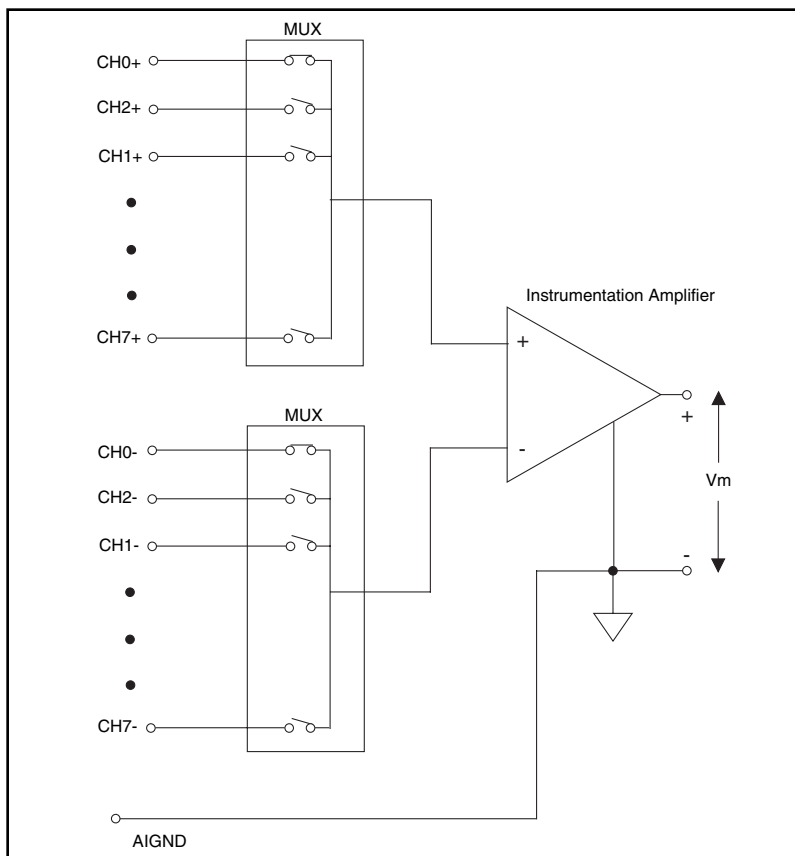 MUX
CH0+
CH2+
CH1+
CH7+
Instrumentation Amplifier
+
-
+
Vm
-
MUX
CH0-
CH2-
CH1-
CH7-
AIGND